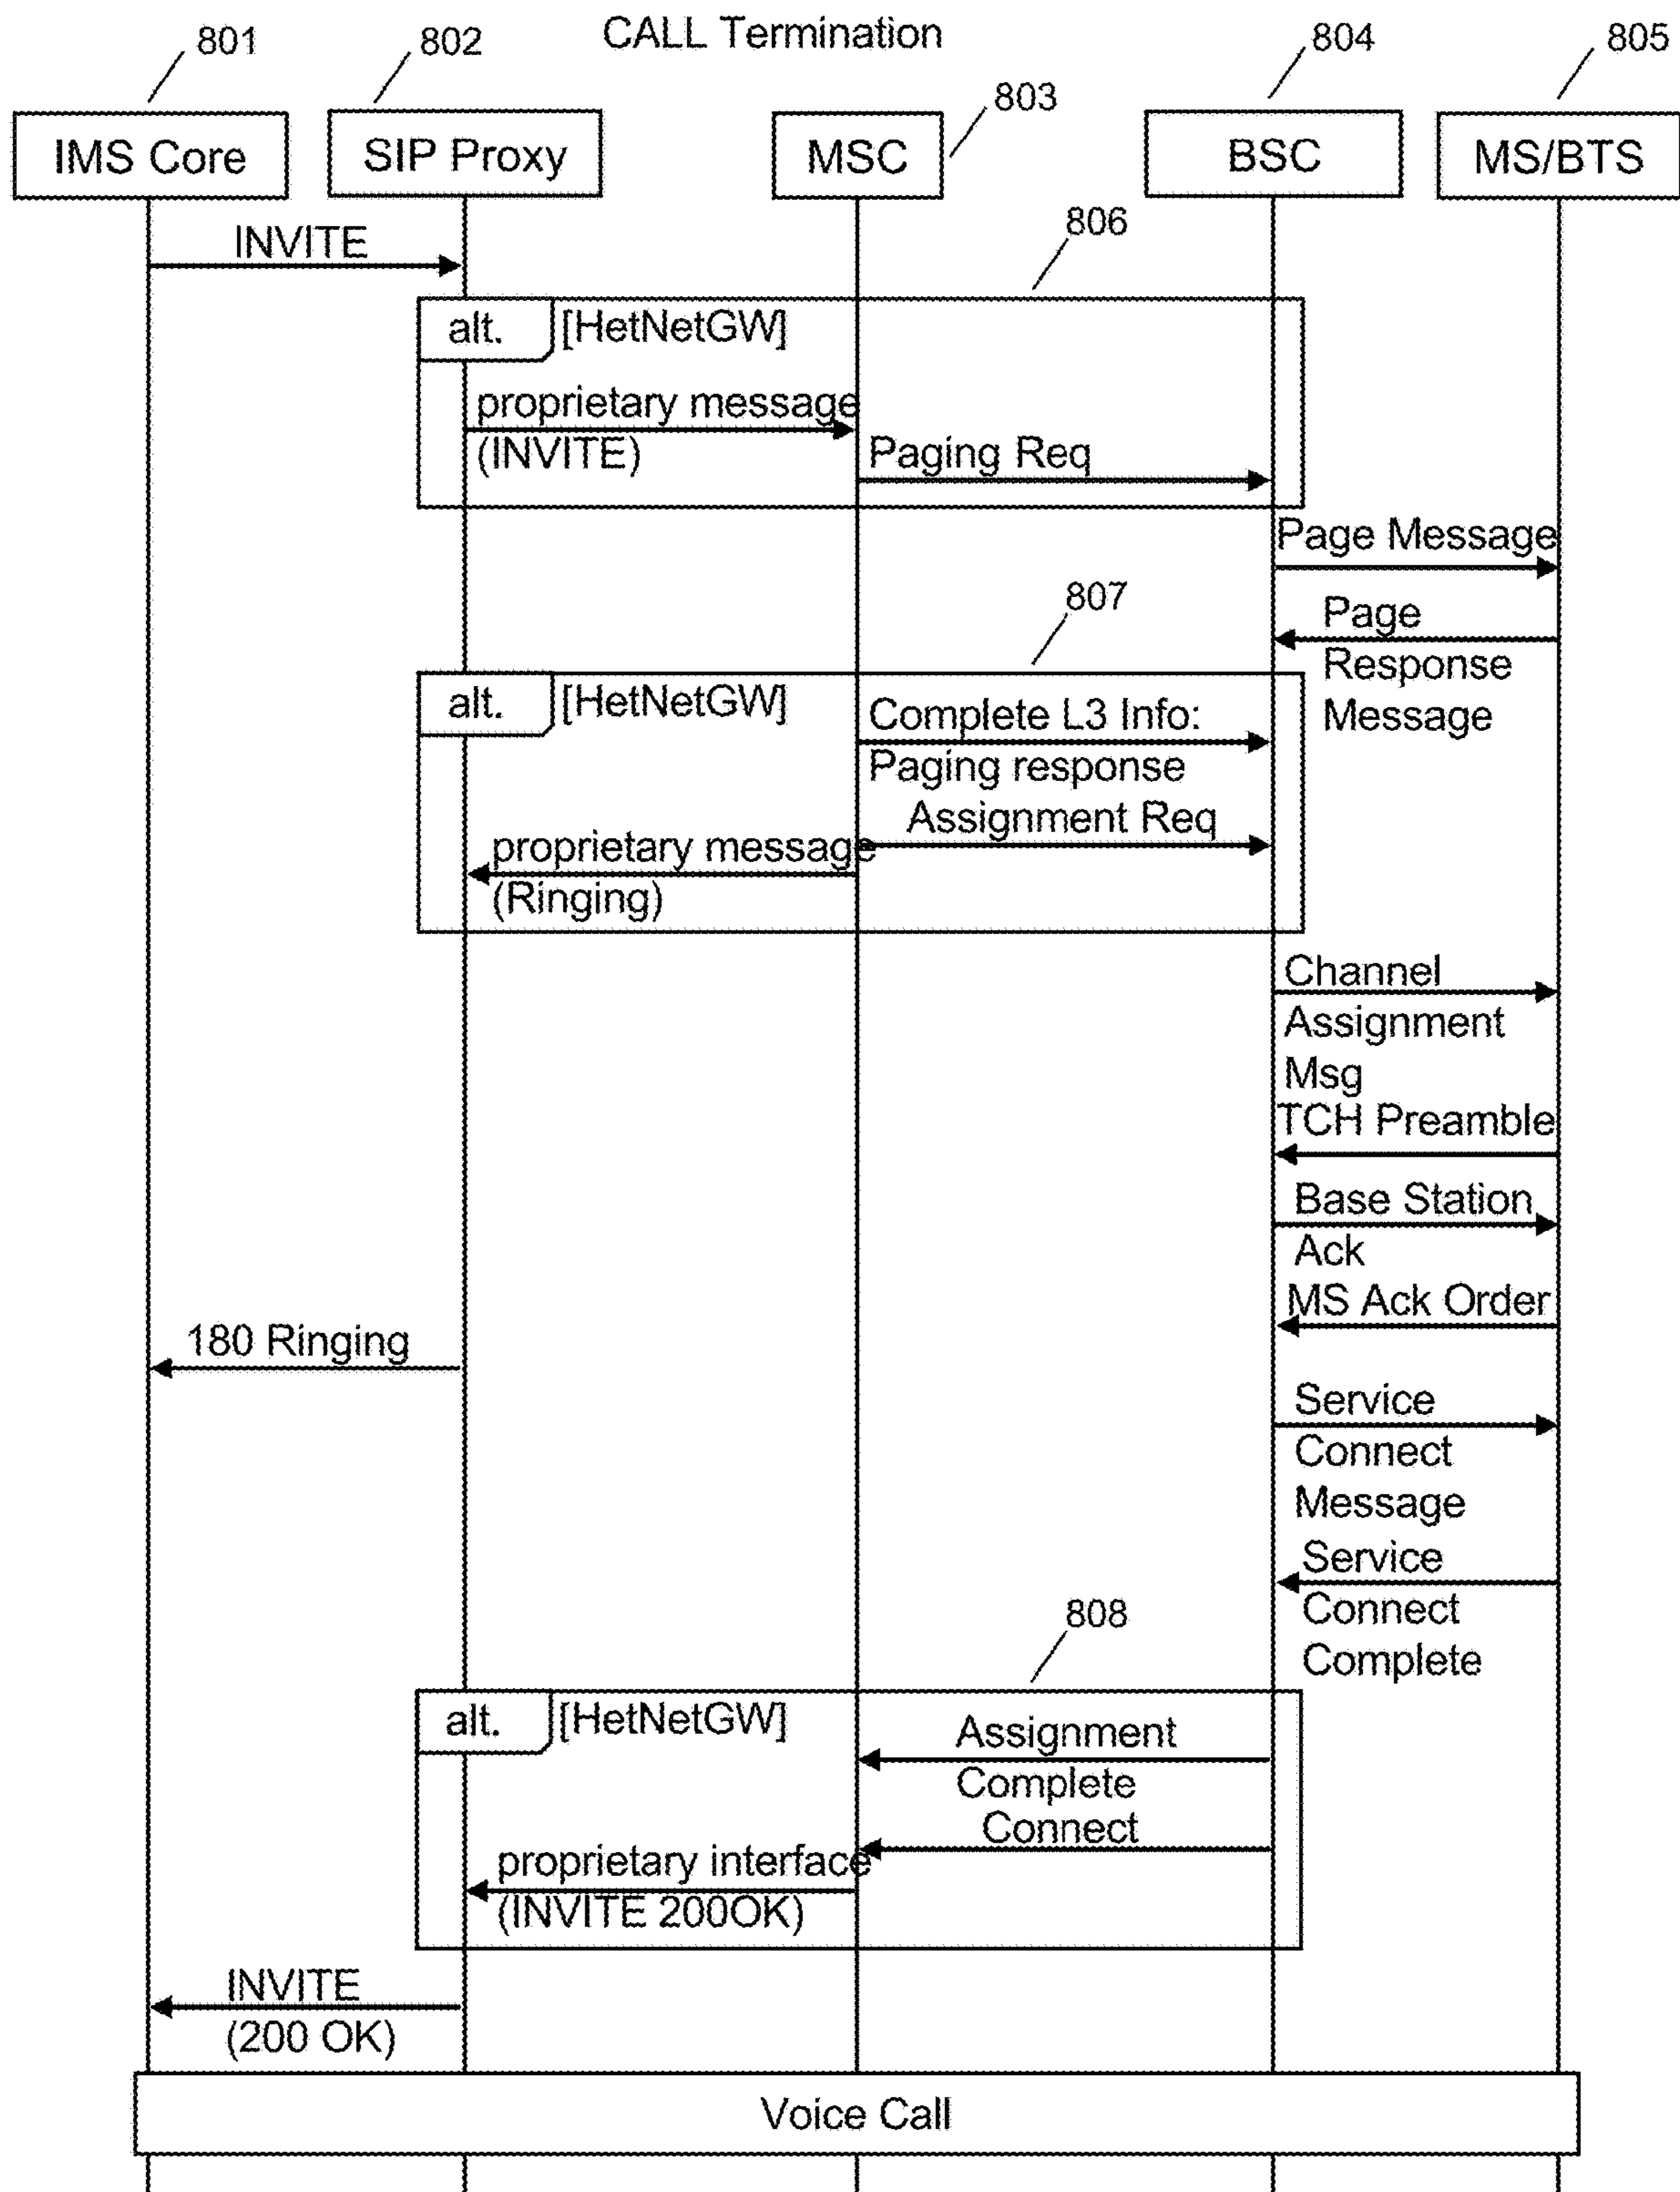 CALL Termination
801
802
803
804
805
IMS Core
SIP Proxy
MSC
BSC
MS/BTS
INVITE
806
alt.
[HetNetGW]
proprietary message
(INVITE)
Paging Req
Page Message
Page
Response
Message
807
alt.
[HetNetGW]
Complete L3 Info:
Paging response
Assignment Req
proprietary message
(Ringing)
Channel
Assignment
Msg
TCH Preamble
Base Station
Ack
MS Ack Order
180 Ringing
Service
Connect
Message
Service
Connect
Complete
808
alt.
[HetNetGW]
Assignment
Complete
Connect
proprietary interface
(INVITE 200OK)
INVITE
(200 OK)
Voice Call